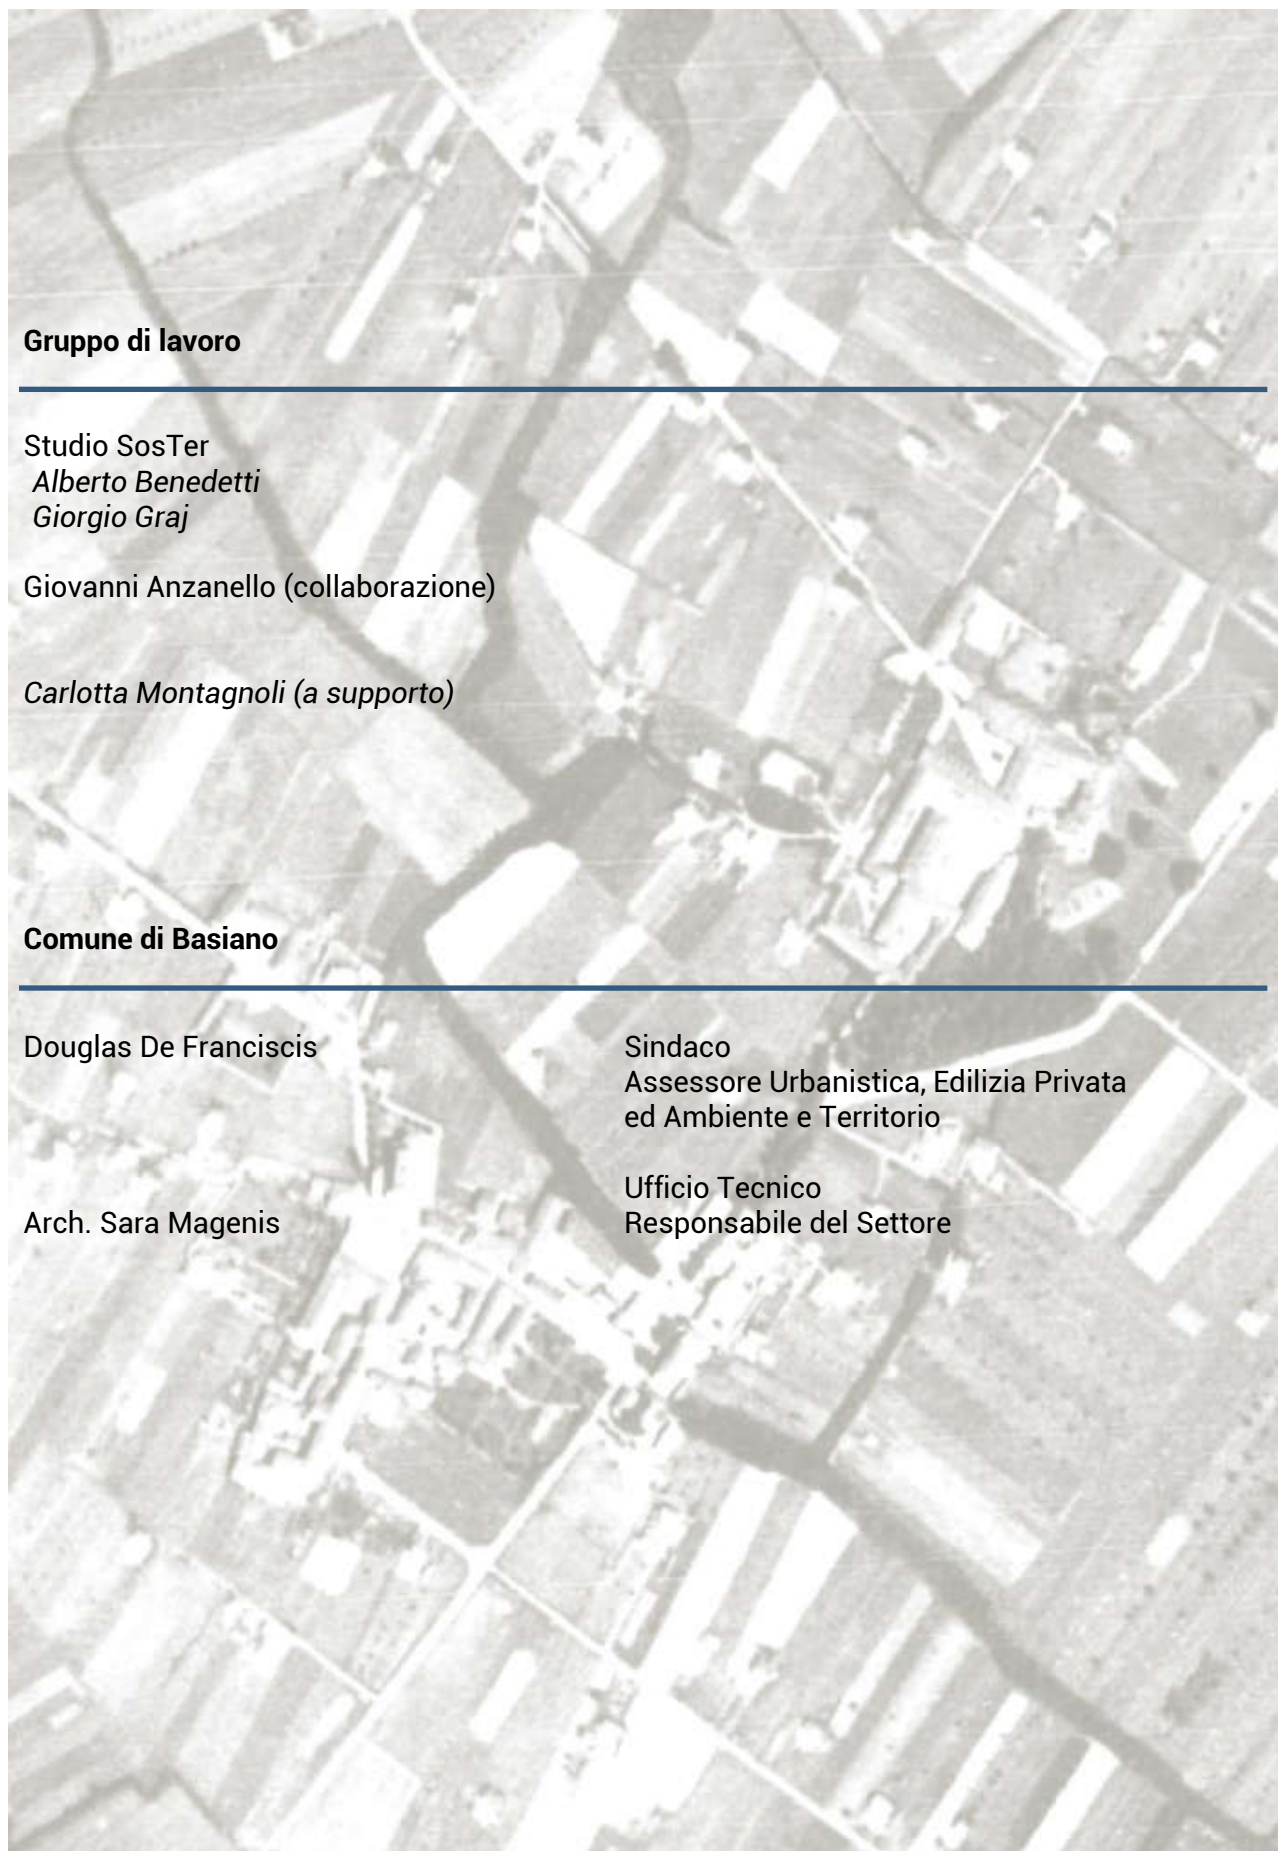 Gruppo di lavoro
Studio SosTer
Alberto Benedetti
Giorgio Graj
Giovanni Anzanello (collaborazione)
Carlotta Montagnoli (a supporto)
Comune di Basiano
Douglas De Franciscis
Sindaco
Assessore Urbanistica, Edilizia Privata
ed Ambiente e Territorio
Ufficio Tecnico
Arch. Sara Magenis
Responsabile del Settore